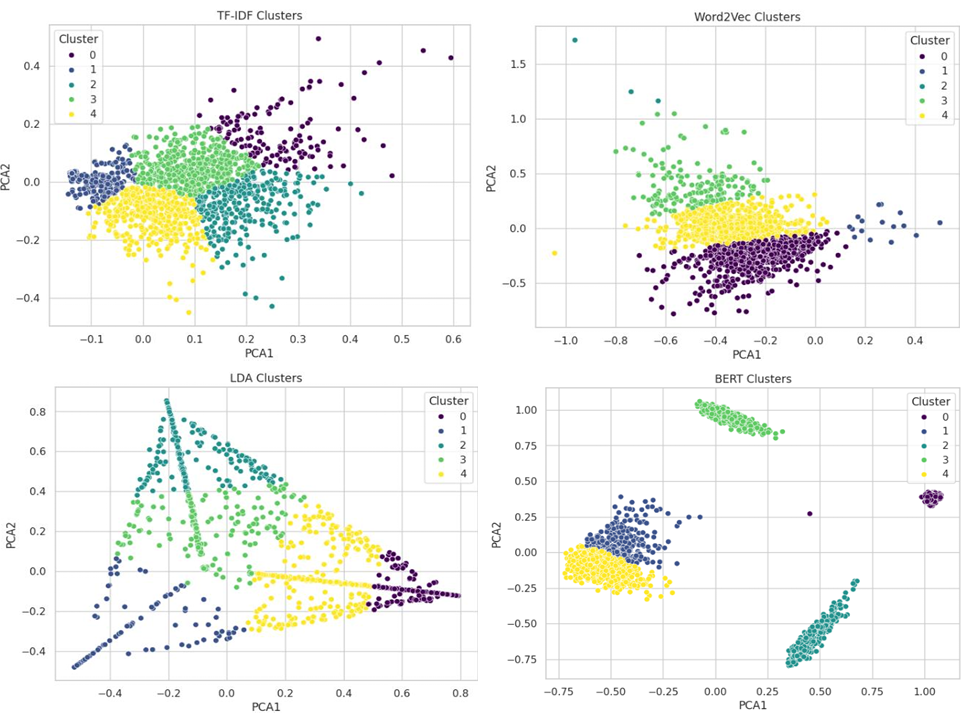 TF-IDF Clusters
Cluster
0
1
2
3
4
PCA2
0.4
0.2
0.0
−0.2
−0.4
−0.1 0.0 0.1 0.2 0.3 0.4 0.5 0.6
PCA1
Word2Vec Clusters
Cluster
0
1
2
3
4
PCA2
1.5
1.0
0.5
0.0
−0.5
−1.0 −0.8 −0.6 −0.4 −0.2 0.0 0.2 0.4
PCA1
LDA Clusters
Cluster
0
1
2
3
4
PCA2
0.8
0.6
0.4
0.2
0.0
−0.2
−0.4
−0.4 −0.2 0.0 0.2 0.4 0.6 0.8
PCA1
BERT Clusters
Cluster
0
1
2
3
4
PCA2
1.00
0.75
0.50
0.25
0.00
−0.25
−0.50
−0.75
−0.75 −0.50 −0.25 0.00 0.25 0.50 0.75 1.00
PCA1